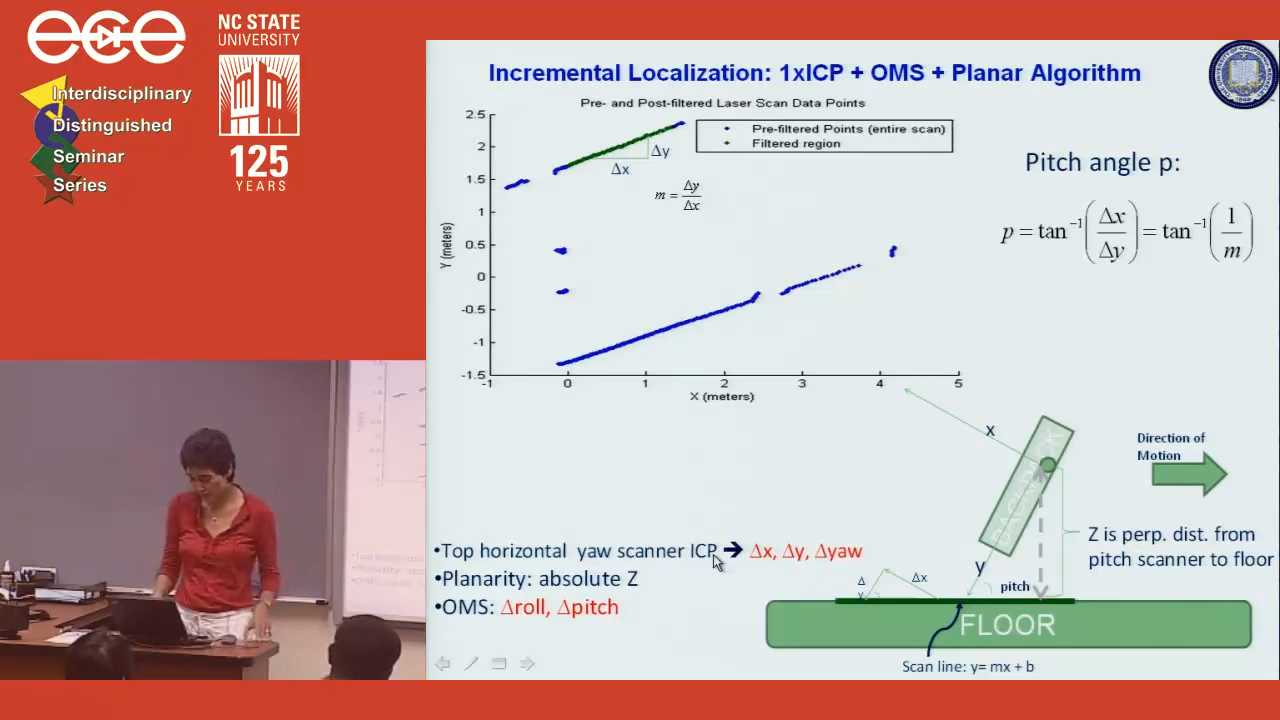 ece
NC STATE
UNIVERSITY
125
YEARS
Interdisciplinary
Distinguished
Seminar
Series
Incremental Localization: 1xICP + OMS + Planar Algorithm
Pre- and Post-filtered Laser Scan Data Points
Pre-filtered Points (entire scan)
Filtered region
Δy
Δx
m = Δy/Δx
Y (meters)
2.5
2
1.5
1
0.5
0
-0.5
-1
-1.5
-1 0 1 2 3 4 5
X (meters)
Pitch angle p:
p = tan⁻¹(Δx/Δy) = tan⁻¹(1/m)
x
BACKPACK
Direction of
Motion
Z is perp. dist. from
pitch scanner to floor
y
pitch
Δ
y
Δx
FLOOR
Scan line: y= mx + b
•Top horizontal yaw scanner ICP → Δx, Δy, Δyaw
•Planarity: absolute Z
•OMS: Δroll, Δpitch